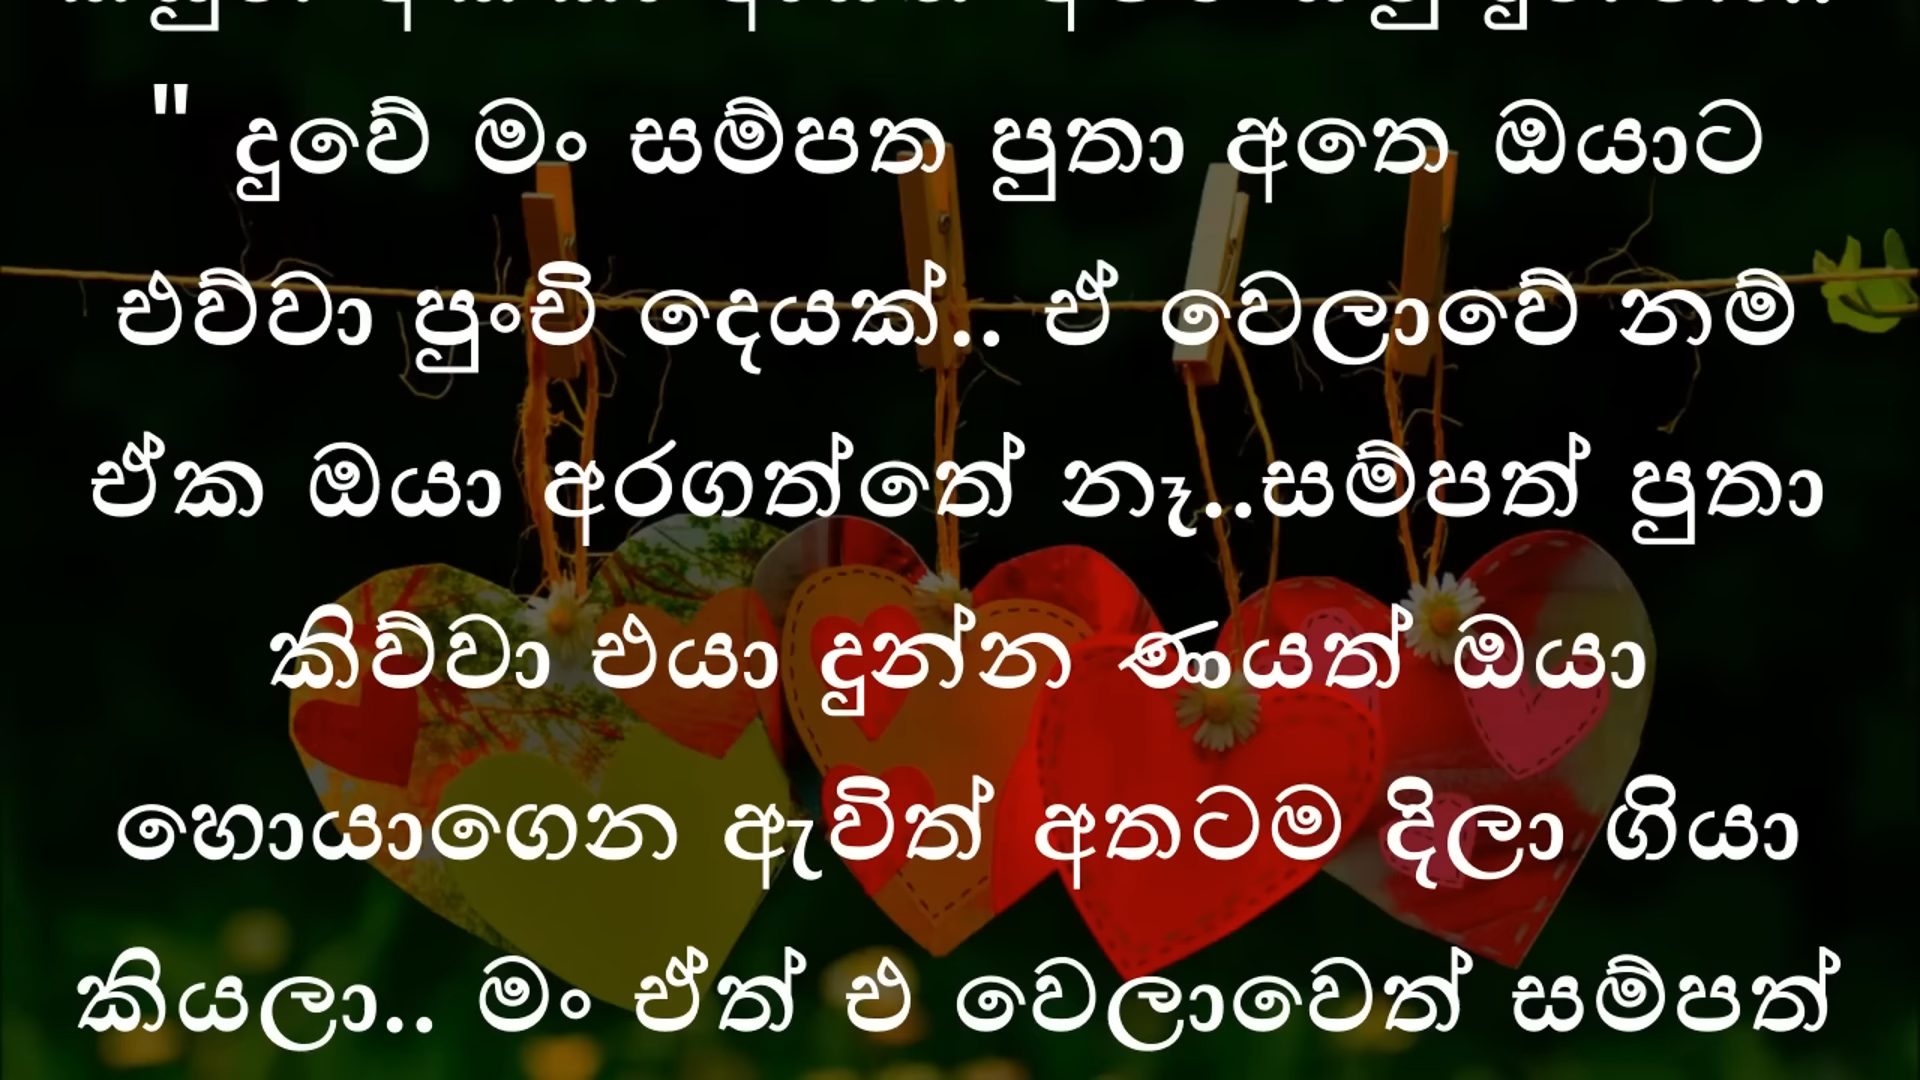 " දුවේ මං සම්පත පුතා අතෙ ඔයාට
එව්වා පුංචි දෙයක්.. ඒ වෙලාවේ නම්
ඒක ඔයා අරගත්තේ නෑ..සම්පත් පුතා
කිව්වා එයා දුන්න ණයත් ඔයා
හොයාගෙන ඇවිත් අතටම දිලා ගියා
කියලා.. මං ඒත් එ වෙලාවෙත් සම්පත්